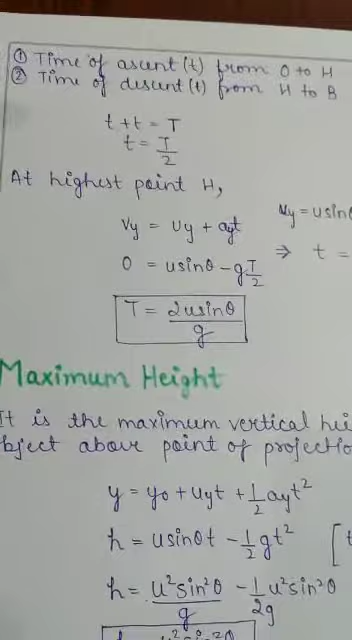 ① Time of ascent (t) from O to H
② Time of descent (t) from H to B
t + t = T
t = T/2
At highest point H,
Vy = Uy + ayt
Uy = usinθ
0 = usinθ - g T/2
⇒ t =
T = 2usinθ/g
Maximum Height
It is the maximum vertical
object above point of
y = y₀ + uyt + 1/2 ayt²
h = usinθt - 1/2 gt²
[
h = u²sin²θ/g - 1/2g u²sin²θ